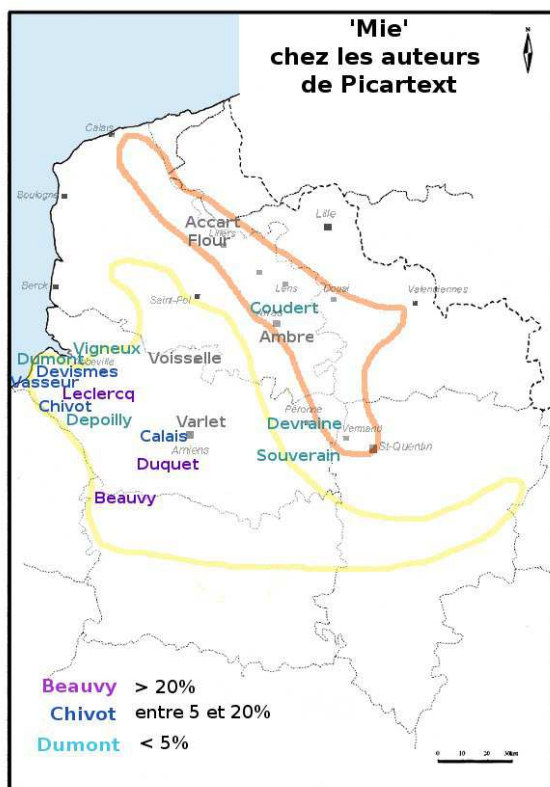 'Mie'
chez les auteurs
de Picartext
Calais
Boulogne
Lille
Accart
Lillers
Flour
Berck
Saint-Pol
Lens
Douai
Valenciennes
Coudert
Arras
Ambre
Vigneux
Dumont
Abbeville
Voisselle
Devismes
Vasseur
Leclercq
Chivot
Depoilly
Péronne
Varlet
Devraine
Vermand
Calais
St-Quentin
Amiens
Souverain
Duquet
Beauvy
Beauvy > 20%
Chivot entre 5 et 20%
Dumont < 5%
0 10 20 30km